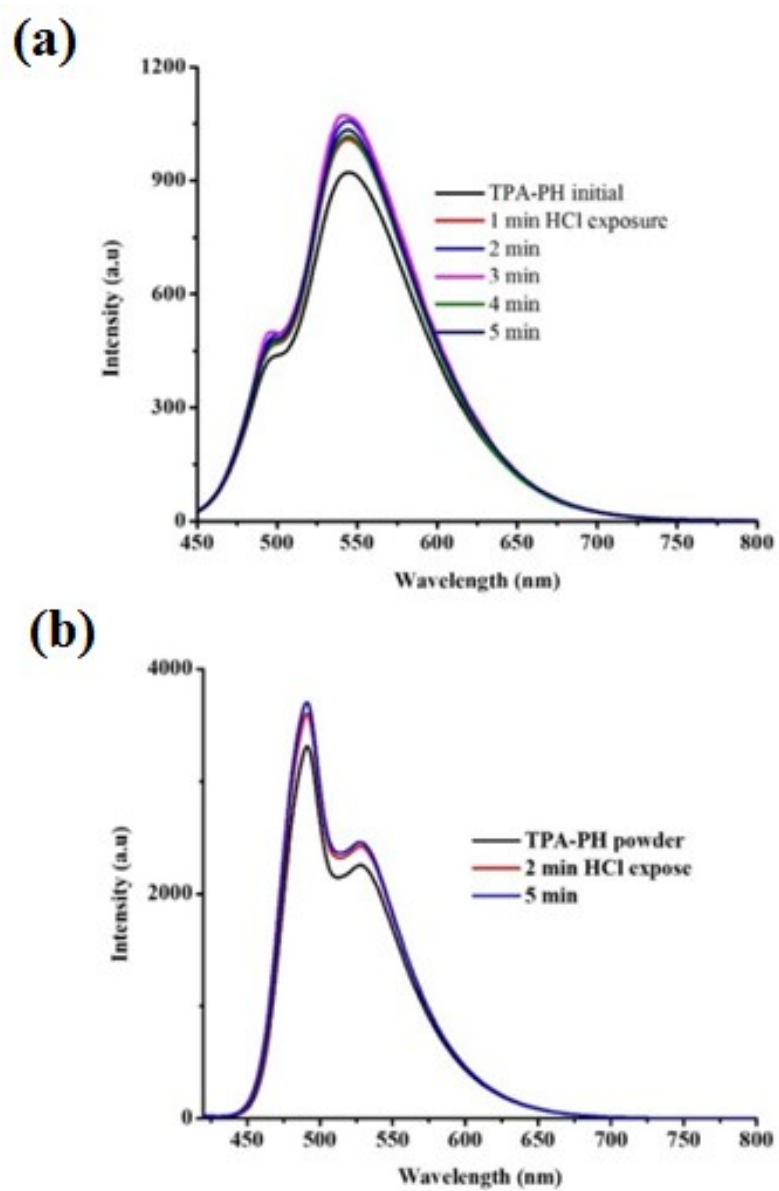 (a)
1200
900
600
300
0
Intensity (a.u)
TPA-PH initial
1 min HCl exposure
2 min
3 min
4 min
5 min
450 500 550 600 650 700 750 800
Wavelength (nm)
(b)
4000
2000
0
Intensity (a.u)
TPA-PH powder
2 min HCl expose
5 min
450 500 550 600 650 700 750 800
Wavelength (nm)